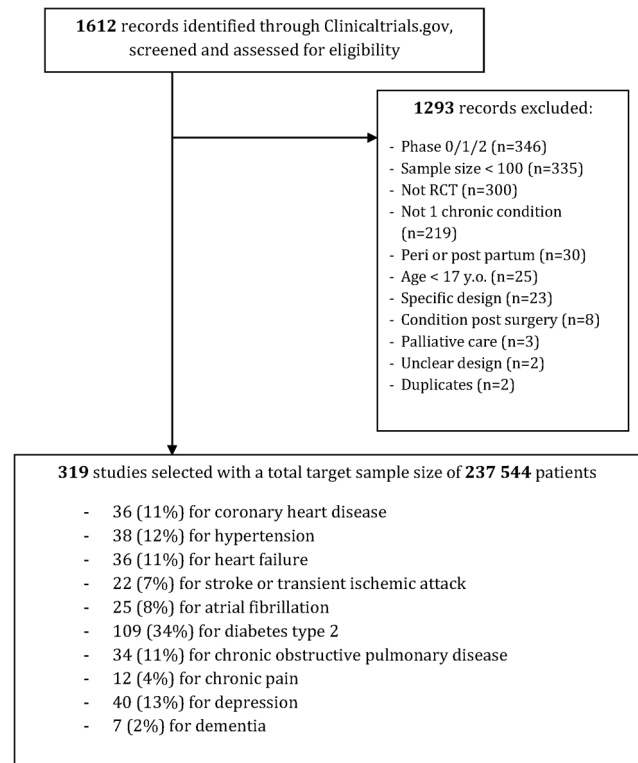 1612 records identified through Clinicaltrials.gov,
screened and assessed for eligibility
1293 records excluded:
- Phase 0/1/2 (n=346)
- Sample size < 100 (n=335)
- Not RCT (n=300)
- Not 1 chronic condition
(n=219)
- Peri or post partum (n=30)
- Age < 17 y.o. (n=25)
- Specific design (n=23)
- Condition post surgery (n=8)
- Palliative care (n=3)
- Unclear design (n=2)
- Duplicates (n=2)
319 studies selected with a total target sample size of 237 544 patients
- 36 (11%) for coronary heart disease
- 38 (12%) for hypertension
- 36 (11%) for heart failure
- 22 (7%) for stroke or transient ischemic attack
- 25 (8%) for atrial fibrillation
- 109 (34%) for diabetes type 2
- 34 (11%) for chronic obstructive pulmonary disease
- 12 (4%) for chronic pain
- 40 (13%) for depression
- 7 (2%) for dementia